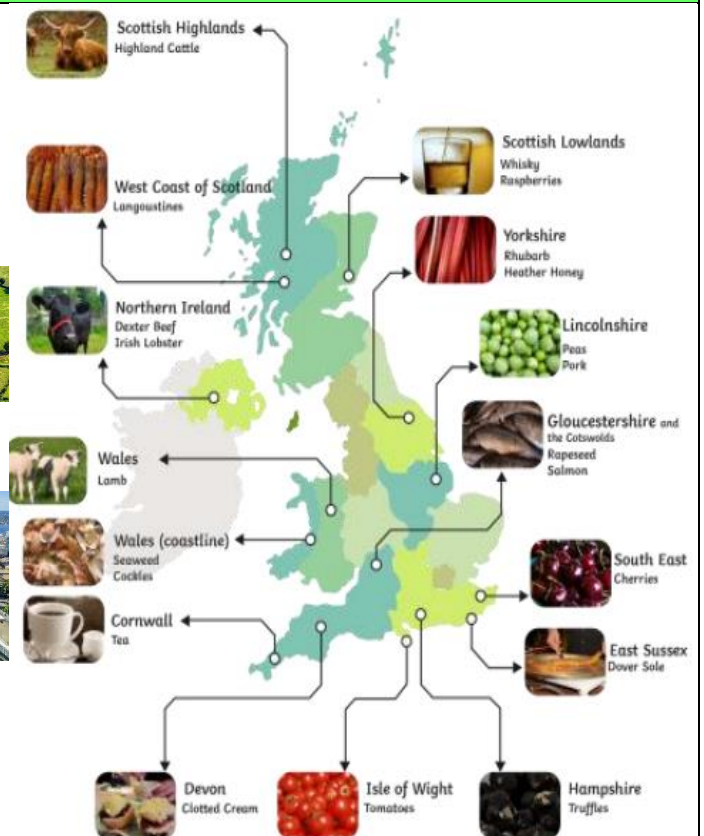 Scottish Highlands
Highland Cattle
Scottish Lowlands
Whisky
Raspberries
West Coast of Scotland
Langoustines
Yorkshire
Rhubarb
Heather Honey
Northern Ireland
Dexter Beef
Irish Lobster
Lincolnshire
Peas
Pork
Gloucestershire and
the Cotswolds
Rapeseed
Salmon
Wales
Lamb
Wales (coastline)
Seaweed
Cockles
South East
Cherries
Cornwall
Tea
East Sussex
Dover Sole
Devon
Clotted Cream
Isle of Wight
Tomatoes
Hampshire
Truffles